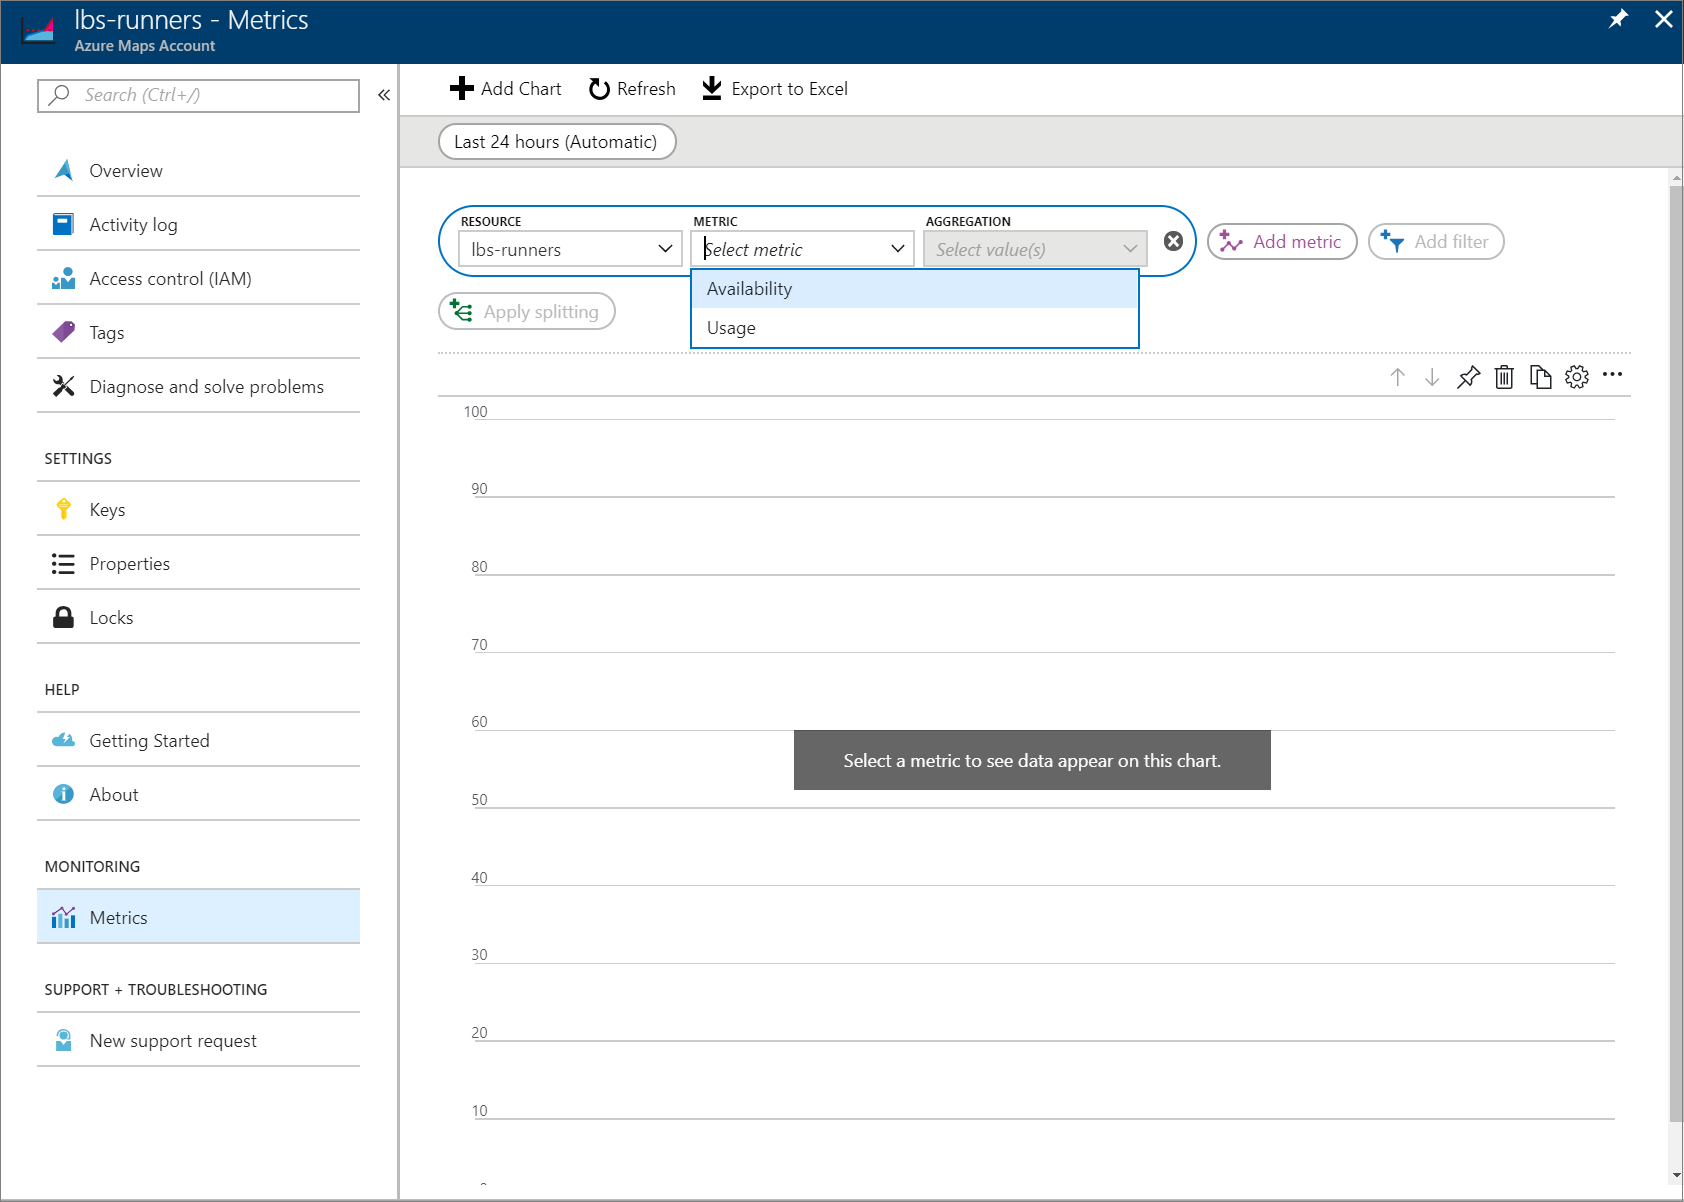 lbs-runners - Metrics
Azure Maps Account
Search (Ctrl+/)
Overview
Activity log
Access control (IAM)
Tags
Diagnose and solve problems
SETTINGS
Keys
Properties
Locks
HELP
Getting Started
About
MONITORING
Metrics
SUPPORT + TROUBLESHOOTING
New support request
Add Chart
Refresh
Export to Excel
Last 24 hours (Automatic)
RESOURCE
lbs-runners
METRIC
Select metric
AGGREGATION
Select value(s)
Add metric
Add filter
Availability
Usage
Apply splitting
100
90
80
70
60
Select a metric to see data appear on this chart.
50
40
30
20
10